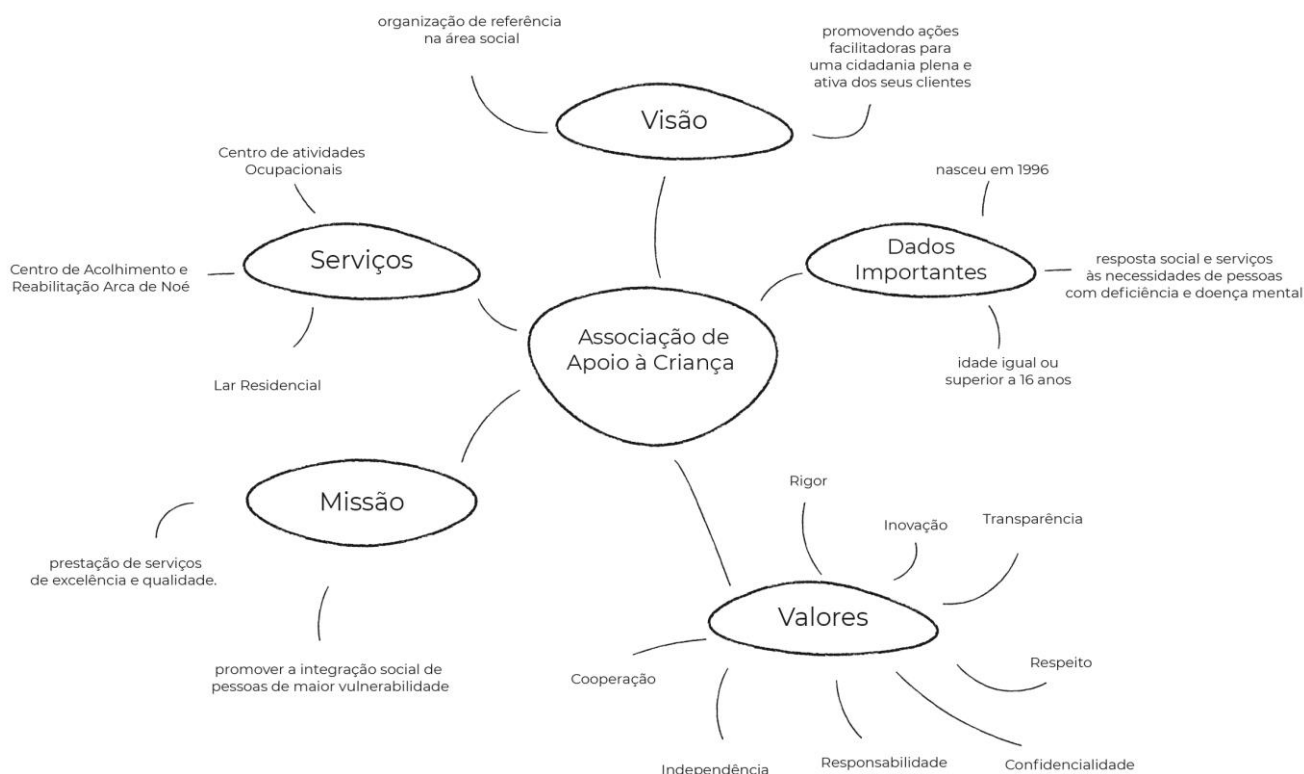 organização de referência
na área social
promovendo ações
facilitadoras para
uma cidadania plena e
ativa dos seus clientes
Visão
Centro de atividades
Ocupacionais
nasceu em 1996
Serviços
Dados
Importantes
Centro de Acolhimento e
Reabilitação Arca de Noé
resposta social e serviços
às necessidades de pessoas
com deficiência e doença mental
Associação de
Apoio à Criança
Lar Residencial
idade igual ou
superior a 16 anos
Missão
Rigor
Inovação
Transparência
prestação de serviços
de excelência e qualidade.
Valores
promover a integração social de
pessoas de maior vulnerabilidade
Cooperação
Respeito
Independência
Responsabilidade
Confidencialidade